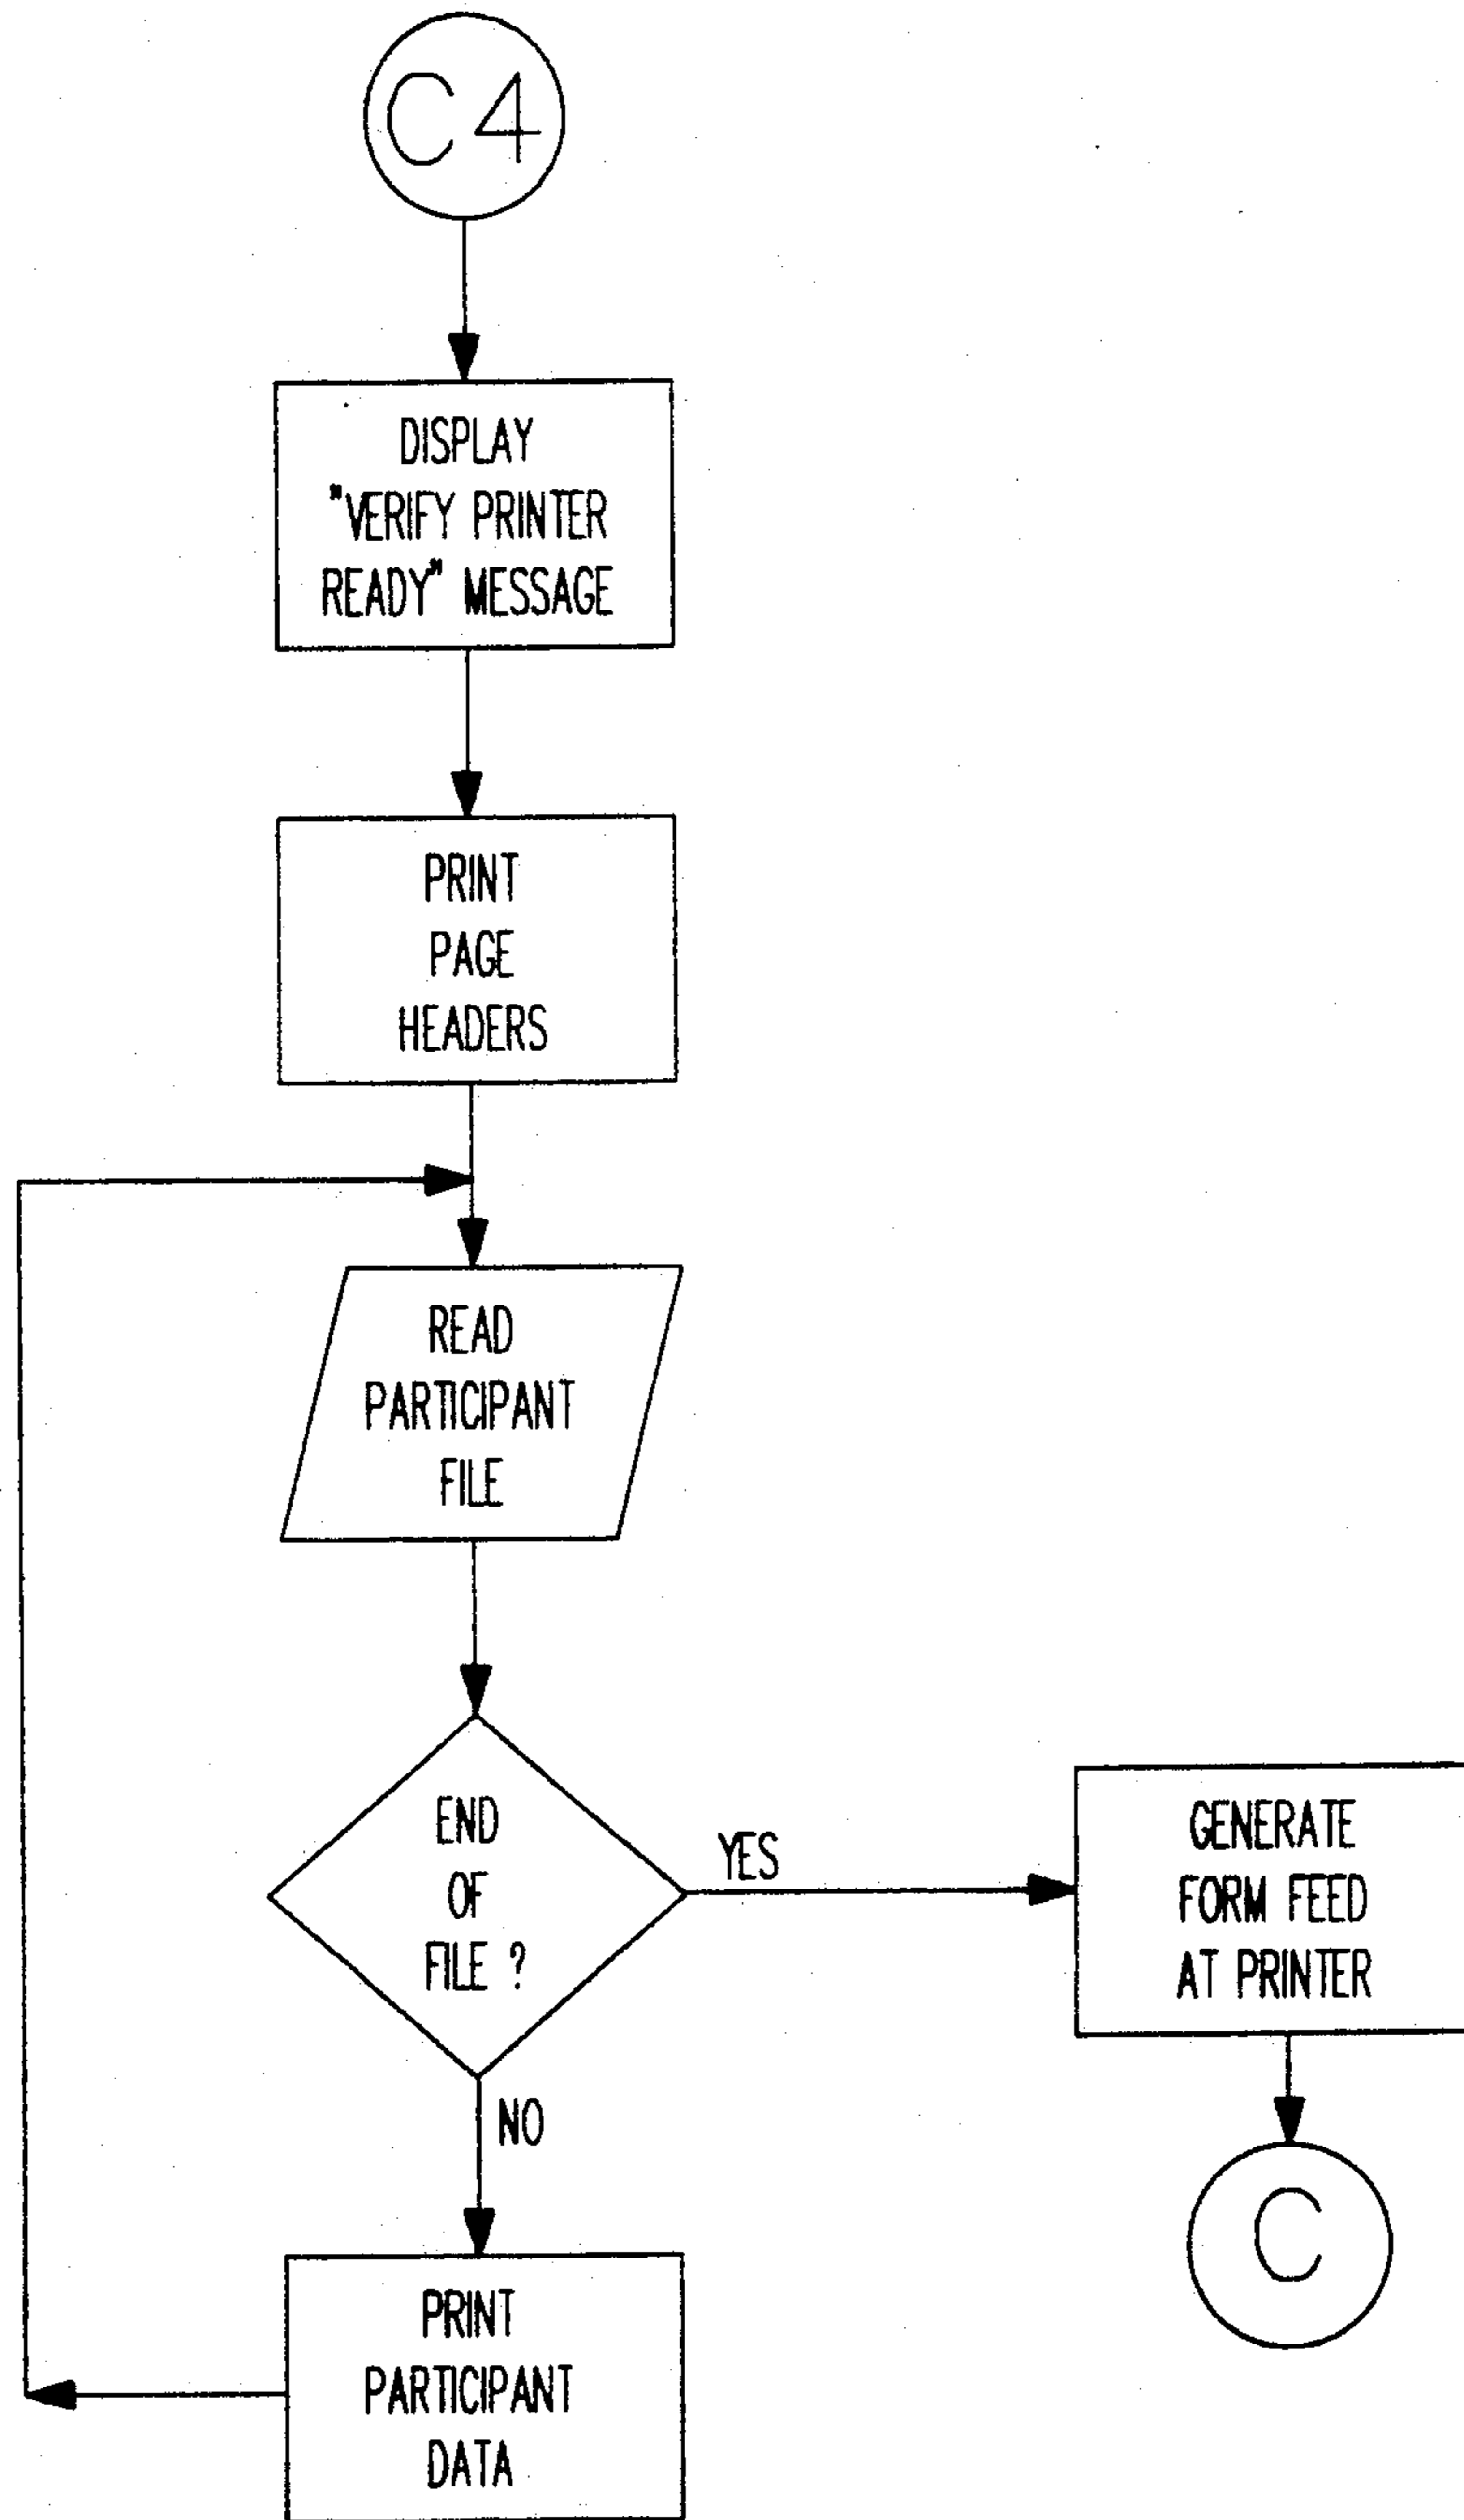 C4
DISPLAY
"VERIFY PRINTER
READY" MESSAGE
PRINT
PAGE
HEADERS
READ
PARTICIPANT
FILE
END
OF
FILE ?
YES
GENERATE
FORM FEED
AT PRINTER
NO
C
PRINT
PARTICIPANT
DATA